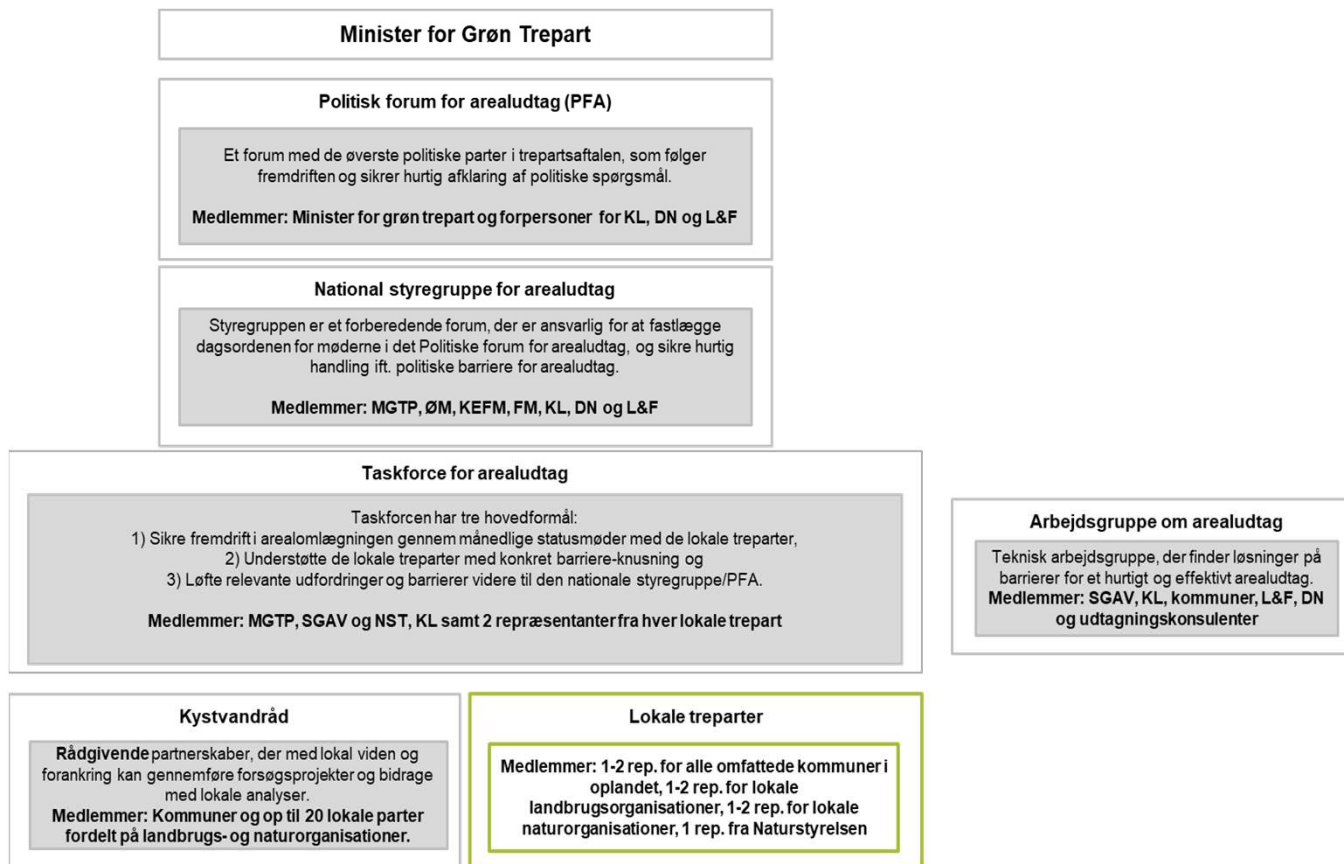 Minister for Grøn Trepart
Politisk forum for arealudtag (PFA)
Et forum med de øverste politiske parter i trepartsaftalen, som følger
fremdriften og sikrer hurtig afklaring af politiske spørgsmål.
Medlemmer: Minister for grøn trepart og forpersoner for KL, DN og L&F
National styregruppe for arealudtag
Styregruppen er et forberedende forum, der er ansvarlig for at fastlægge
dagsordenen for møderne i det Politiske forum for arealudtag, og sikre hurtig
handling ift. politiske barriere for arealudtag.
Medlemmer: MGTP, ØM, KEFM, FM, KL, DN og L&F
Taskforce for arealudtag
Taskforcen har tre hovedformål:
1) Sikre fremdrift i arealomlægningen gennem månedlige statusmøder med de lokale treparter,
2) Understøtte de lokale treparter med konkret barriere-knusning og
3) Løfte relevante udfordringer og barrierer videre til den nationale styregruppe/PFA.
Medlemmer: MGTP, SGAV og NST, KL samt 2 repræsentanter fra hver lokale trepart
Arbejdsgruppe om arealudtag
Teknisk arbejdsgruppe, der finder løsninger på
barrierer for et hurtigt og effektivt arealudtag.
Medlemmer: SGAV, KL, kommuner, L&F, DN
og udtagningskonsulenter
Kystvandråd
Rådgivende partnerskaber, der med lokal viden og
forankring kan gennemføre forsøgsprojekter og bidrage
med lokale analyser.
Medlemmer: Kommuner og op til 20 lokale parter
fordelt på landbrugs- og naturorganisationer.
Lokale treparter
Medlemmer: 1-2 rep. for alle omfattede kommuner i
oplandet, 1-2 rep. for lokale
landbrugsorganisationer, 1-2 rep. for lokale
naturorganisationer, 1 rep. fra Naturstyrelsen